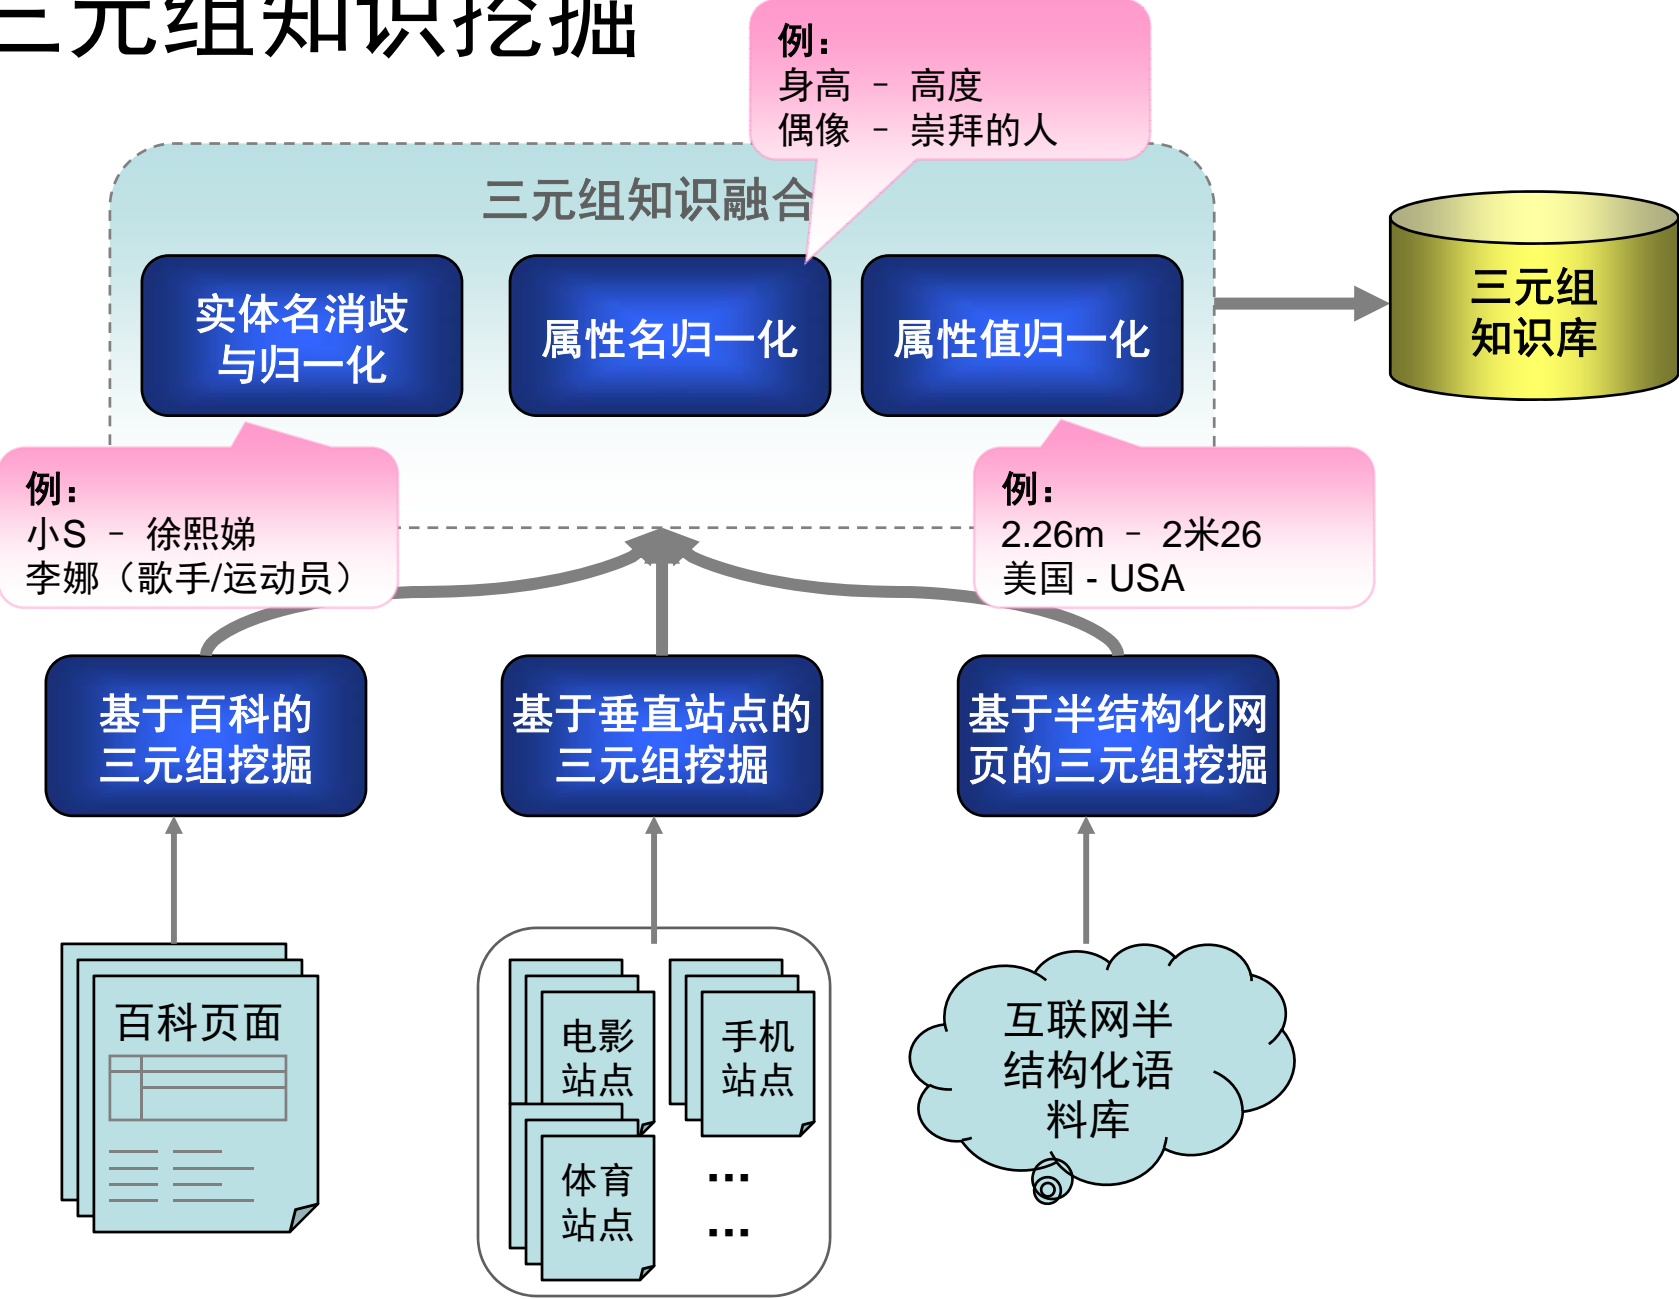 三元组知识挖掘
例：
身高 – 高度
偶像 – 崇拜的人
三元组知识融合
实体名消歧
与归一化
属性名归一化
属性值归一化
三元组
知识库
例：
小S – 徐熙娣
李娜（歌手/运动员）
例：
2.26m – 2米26
美国 - USA
基于百科的
三元组挖掘
基于垂直站点的
三元组挖掘
基于半结构化网
页的三元组挖掘
百科页面
电影
站点
手机
站点
体育
站点
...
...
互联网半
结构化语
料库